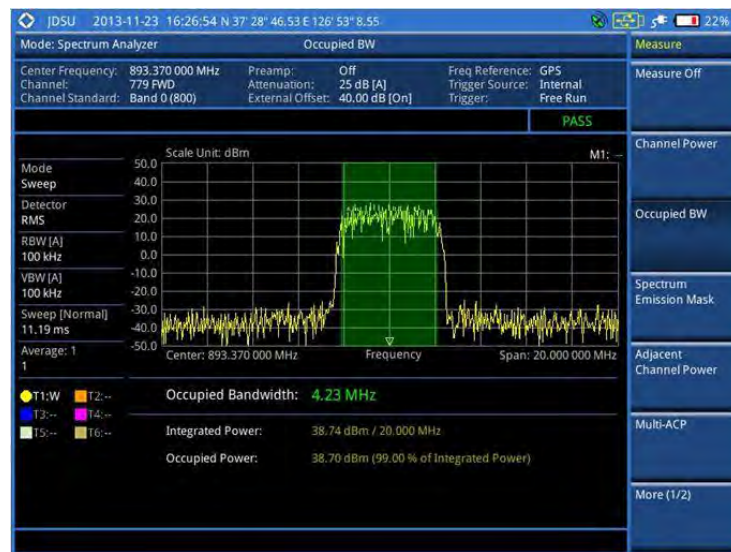 JDSU 2013-11-23 16:26:54 N 37' 28" 46.53 E 126' 53" 8.55 22%
Mode: Spectrum Analyzer Occupied BW Measure
Center Frequency: 893.370 000 MHz Preamp: Off Freq Reference: GPS
Channel: 779 FWD Attenuation: 25 dB [A] Trigger Source: Internal
Channel Standard: Band 0 (800) External Offset: 40.00 dB [On] Trigger: Free Run
PASS
Scale Unit: dBm M1: --
50.0
40.0
30.0
20.0
10.0
0.0
-10.0
-20.0
-30.0
-40.0
-50.0
Center: 893.370 000 MHz Frequency Span: 20.000 000 MHz
Mode
Sweep
Detector
RMS
RBW [A]
100 kHz
VBW [A]
100 kHz
Sweep [Normal]
11.19 ms
Average: 1
1
T1:W T2:--
T3:-- T4:--
T5:-- T6:--
Occupied Bandwidth: 4.23 MHz
Integrated Power: 38.74 dBm / 20.000 MHz
Occupied Power: 38.70 dBm (99.00 % of Integrated Power)
Measure Off
Channel Power
Occupied BW
Spectrum
Emission Mask
Adjacent
Channel Power
Multi-ACP
More (1/2)